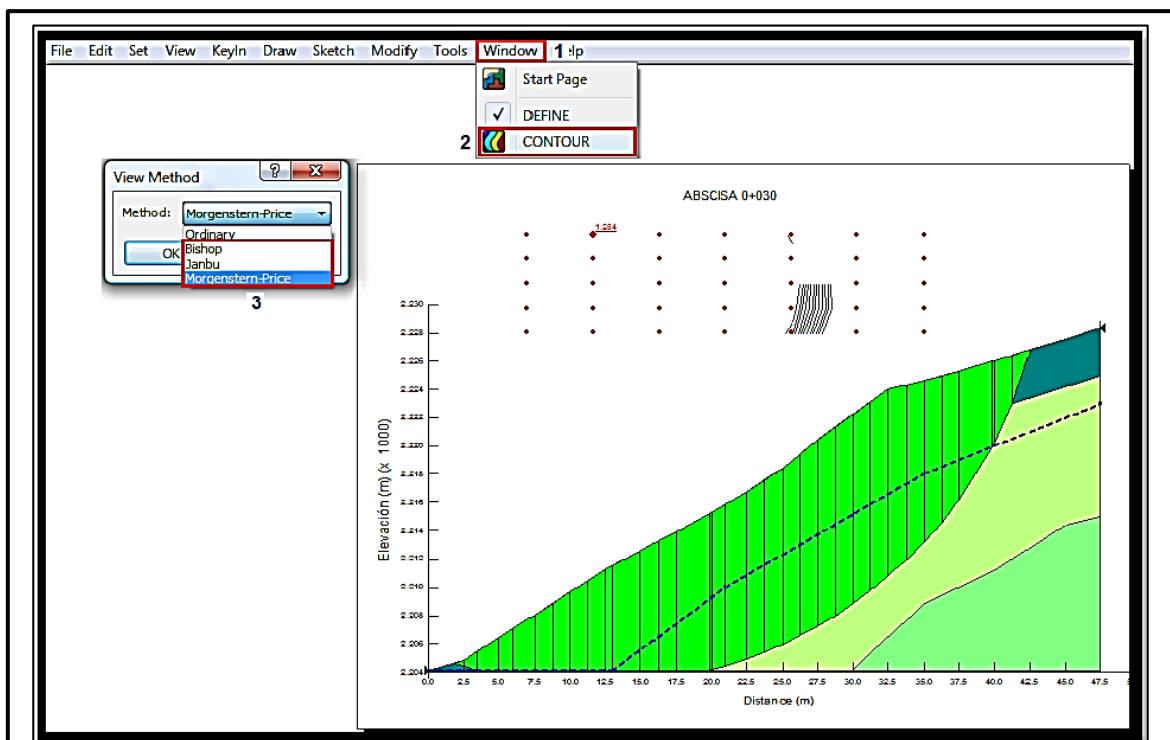 File Edit Set View KeyIn Draw Sketch Modify Tools Window 1 lp
Start Page
DEFINE
2 CONTOUR
View Method
Method: Morgenstern-Price
Ordinary
OK Bishop
Janbu
Morgenstern-Price
3
ABSCISA 0+030
1.284
2.230
2.228
2.226
2.224
2.222
2.220
2.218
2.216
2.214
2.212
2.210
2.208
2.206
2.204
Elevación (m) (x 1000)
0.0 2.5 5.0 7.5 10.0 12.5 15.0 17.5 20.0 22.5 25.0 27.5 30.0 32.5 35.0 37.5 40.0 42.5 45.0 47.5
Distance (m)